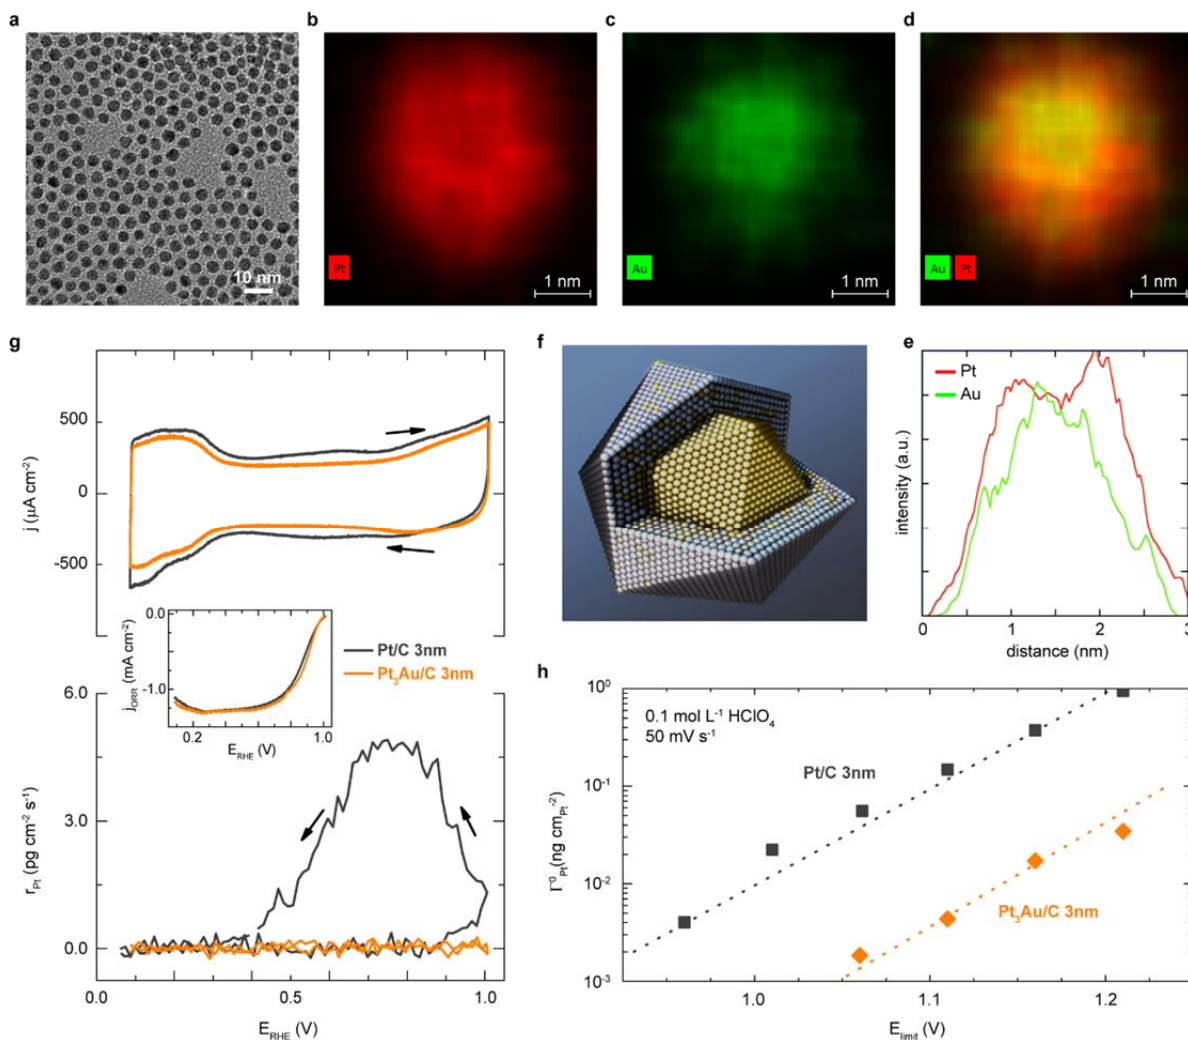 a
b
c
d
10 nm
Pt
1 nm
Au
1 nm
Au Pt
1 nm
g
f
e
500
0
-500
j (µA cm⁻²)
Pt
Au
intensity (a.u.)
0 1 2 3
distance (nm)
0.0
-1.0
j_ORR (mA cm⁻²)
0.2 1.0
E_RHE (V)
Pt/C 3nm
Pt₃Au/C 3nm
6.0
3.0
0.0
r_Pt (pg cm⁻² s⁻¹)
0.0 0.5 1.0
E_RHE (V)
h
10⁰
10⁻¹
10⁻²
10⁻³
Γ⁰_Pt (ng cm_Pt⁻²)
0.1 mol L⁻¹ HClO₄
50 mV s⁻¹
Pt/C 3nm
Pt₃Au/C 3nm
1.0 1.1 1.2
E_limit (V)